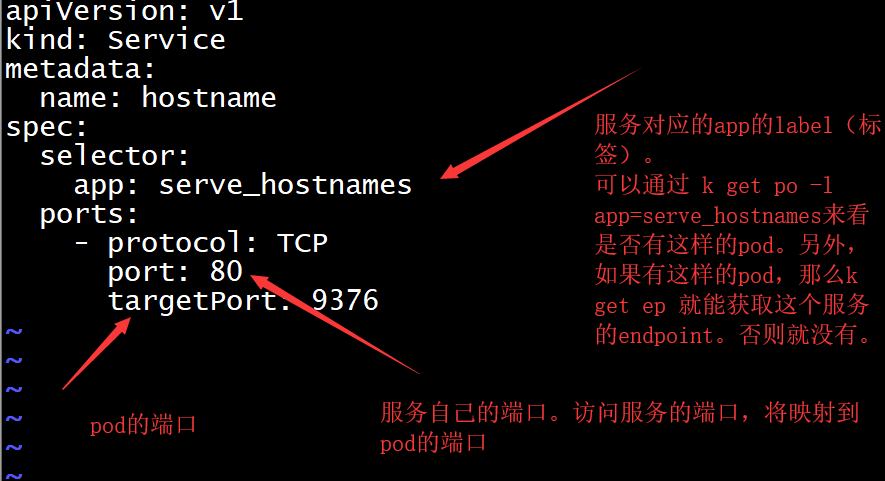 apiVersion: v1
kind: Service
metadata:
  name: hostname
spec:
  selector:
    app: serve_hostnames
  ports:
    - protocol: TCP
      port: 80
      targetPort: 9376
~
~
~
~
~
~
服务对应的app的label（标
签）。
可以通过 k get po -l
app=serve_hostnames来看
是否有这样的pod。另外，
如果有这样的pod，那么k
get ep 就能获取这个服务
的endpoint。否则就没有。
pod的端口
服务自己的端口。访问服务的端口，将映射到
pod的端口